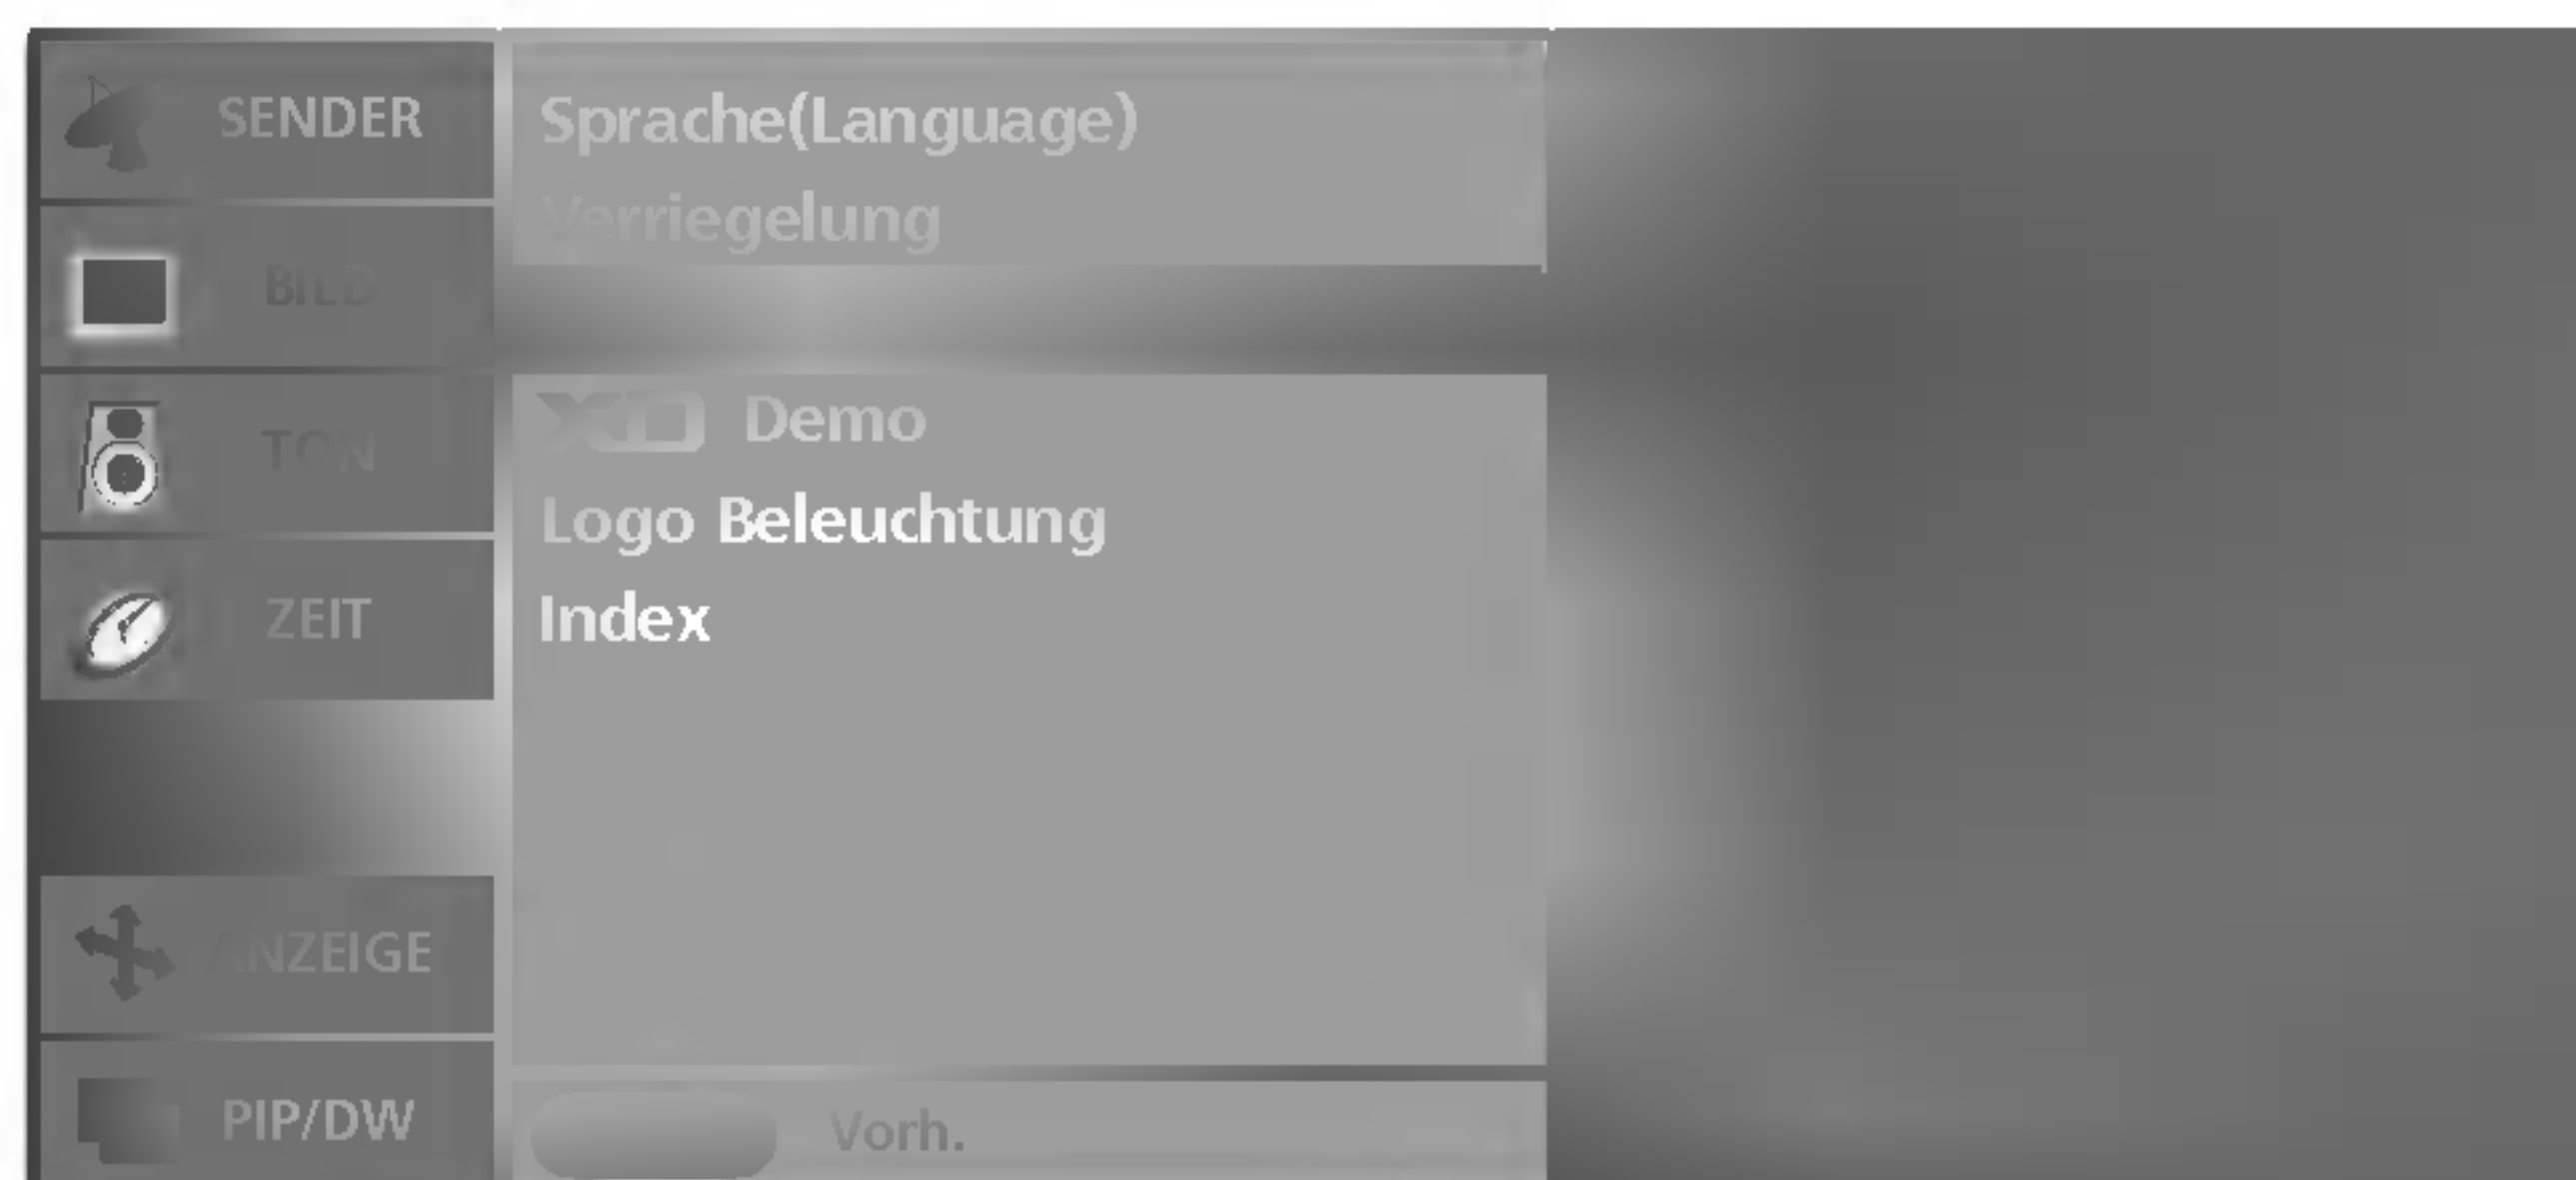 SENDER
BILD
TON
ZEIT
ANZEIGE
PIP/DW
Sprache(Language)
Verriegelung
XD Demo
Logo Beleuchtung
Index
Vorh.